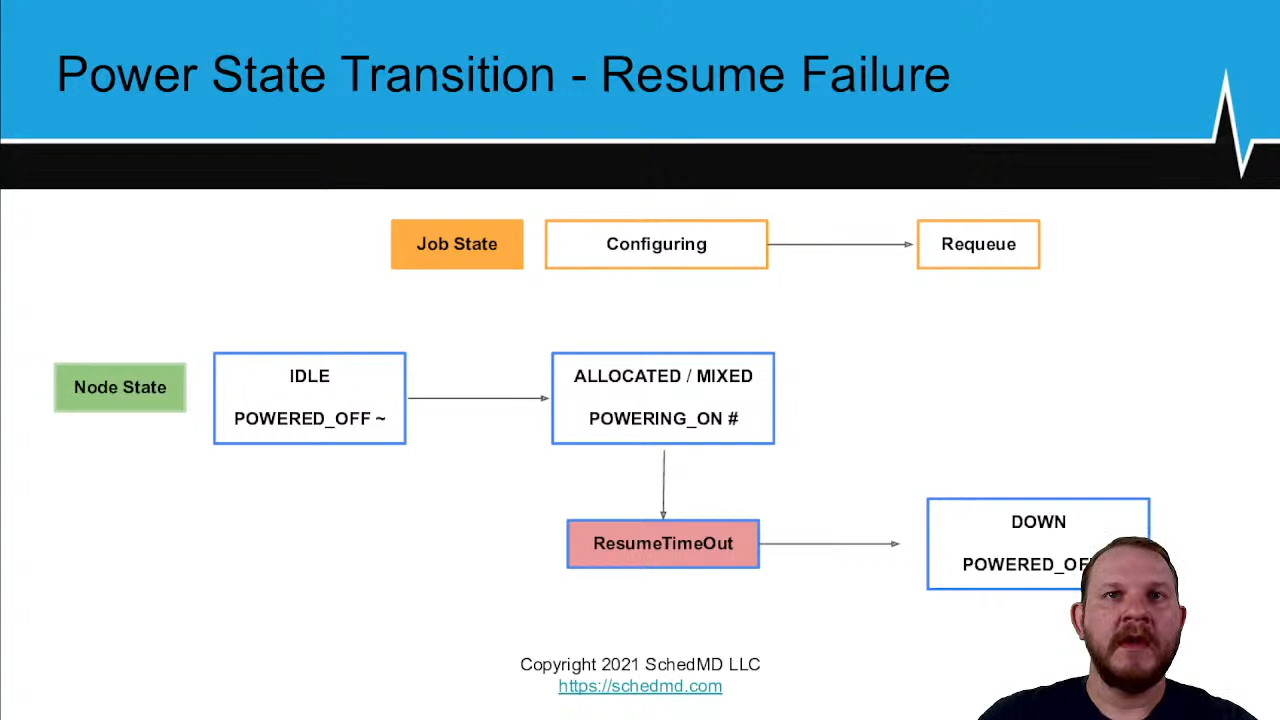 Power State Transition - Resume Failure
Job State
Configuring
Requeue
Node State
IDLE
POWERED_OFF ~
ALLOCATED / MIXED
POWERING_ON #
ResumeTimeOut
DOWN
Copyright 2021 SchedMD LLC
https://schedmd.com